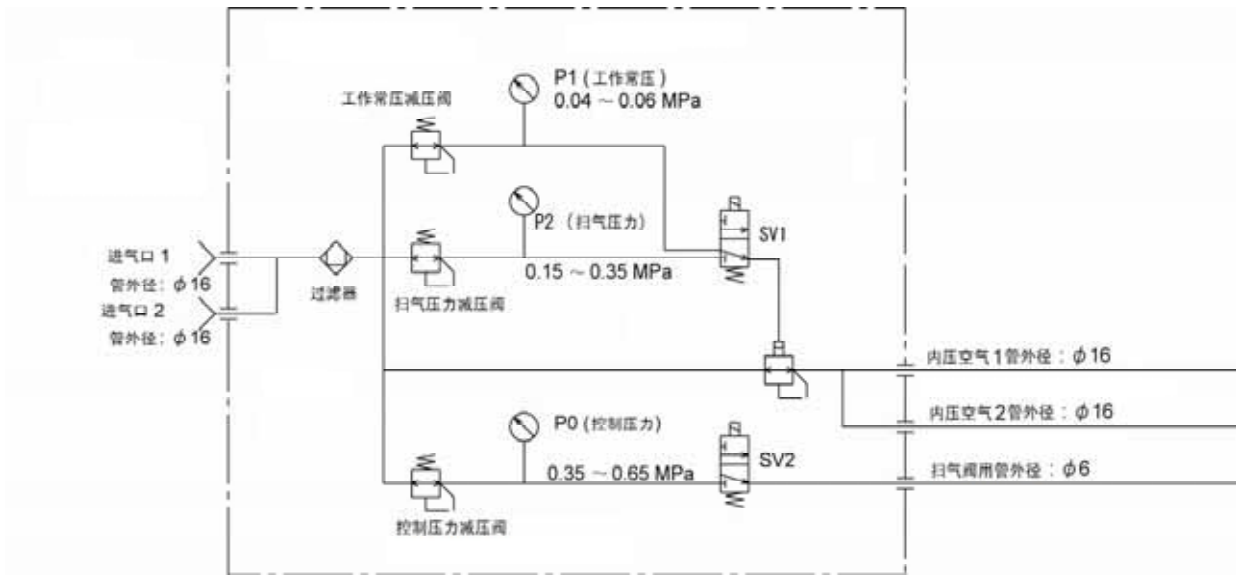 P1 (工作常压)
0.04 ~ 0.06 MPa
工作常压减压阀
P2 (扫气压力)
SV1
进气口 1
管外径: φ16
0.15 ~ 0.35 MPa
过滤器
扫气压力减压阀
进气口 2
管外径: φ16
内压空气1管外径: φ16
内压空气2管外径: φ16
P0 (控制压力)
SV2
0.35 ~ 0.65 MPa
扫气阀用管外径: φ6
控制压力减压阀